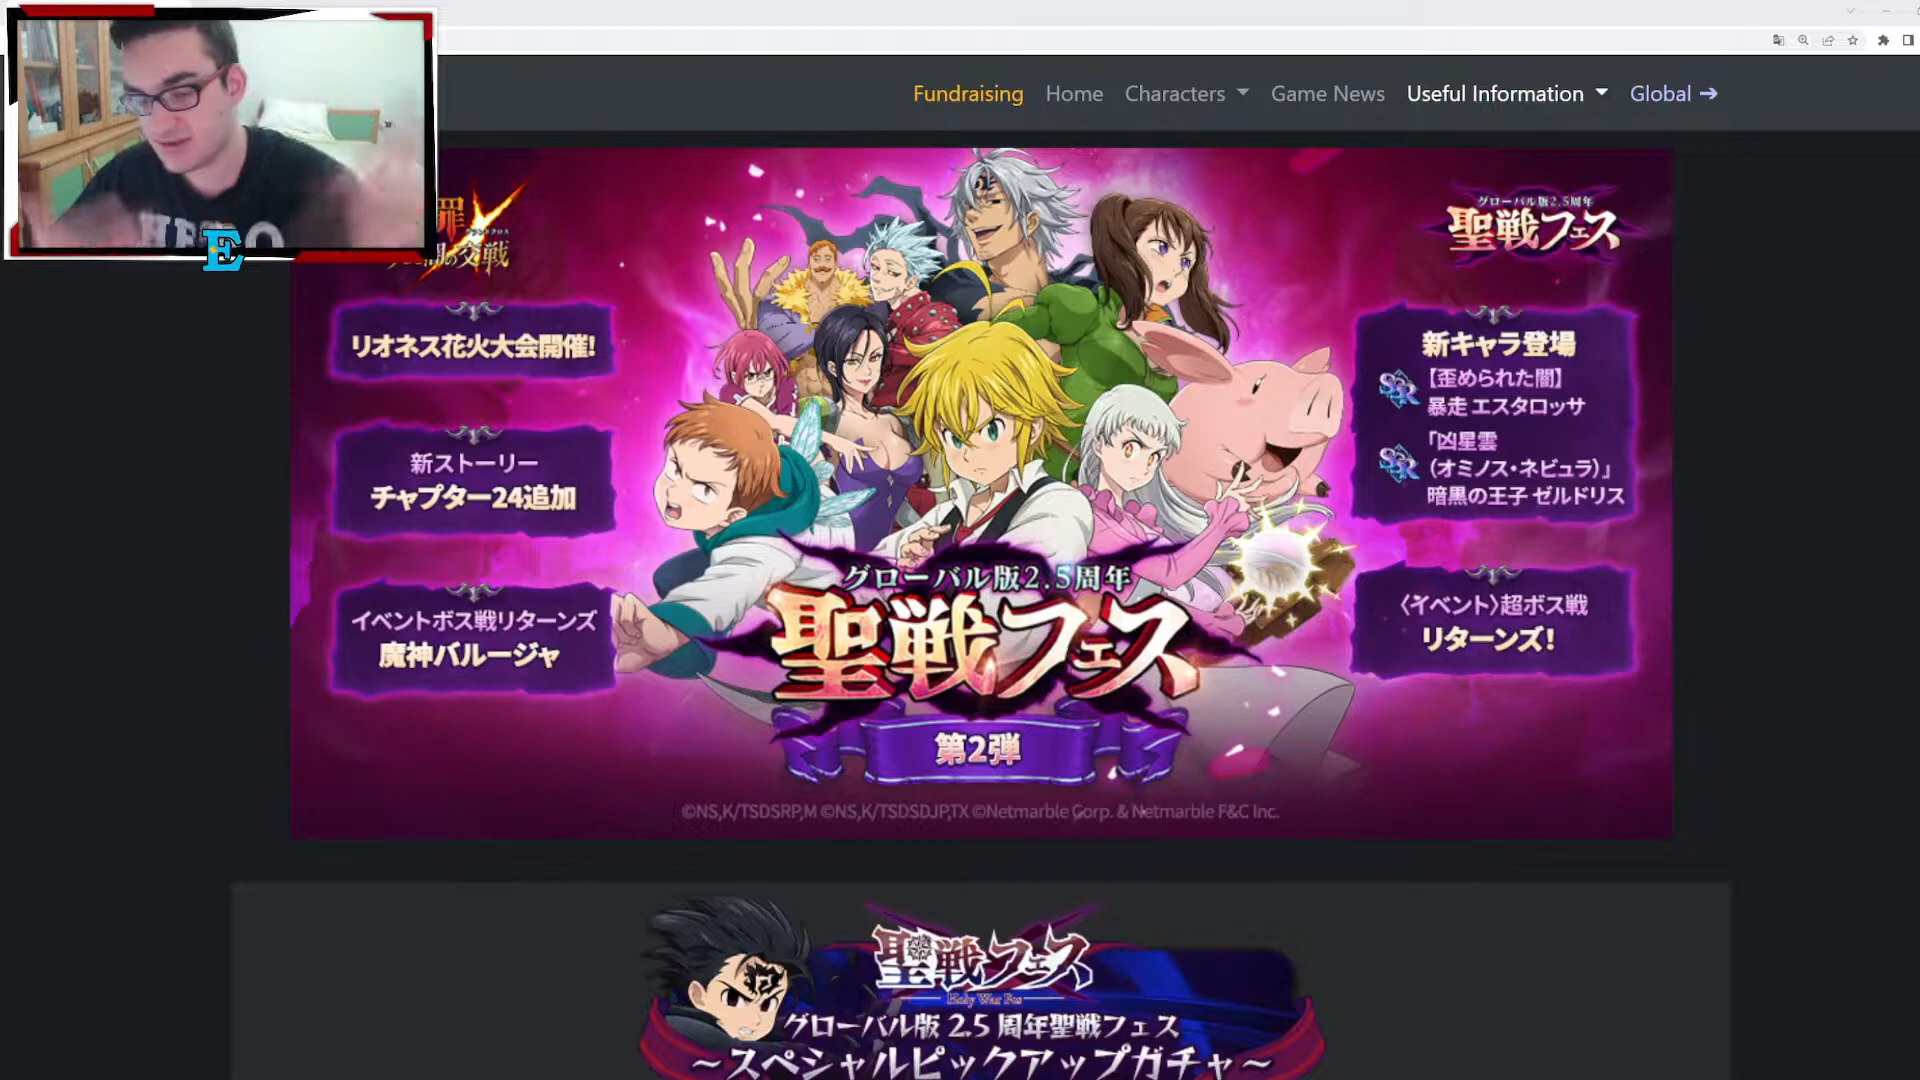 Fundraising Home Characters Game News Useful Information Global →
HERO
E
罪
の交戦
グローバル版2.5周年
聖戦フェス
リオネス花火大会開催!
新ストーリー
チャプター24追加
イベントボス戦リターンズ
魔神バルージャ
新キャラ登場
SSR 【歪められた闇】
暴走 エスタロッサ
SSR 「凶星雲
(オミノス・ネビュラ)」
暗黒の王子 ゼルドリス
〈イベント〉超ボス戦
リターンズ!
グローバル版2.5周年
聖戦フェス
第2弾
©NS,K/TSDSRP,M ©NS,K/TSDSDJP,TX ©Netmarble Corp. & Netmarble F&C Inc.
聖戦フェス
Holy War Fes
グローバル版 2.5 周年聖戦フェス
～スペシャルピックアップガチャ～